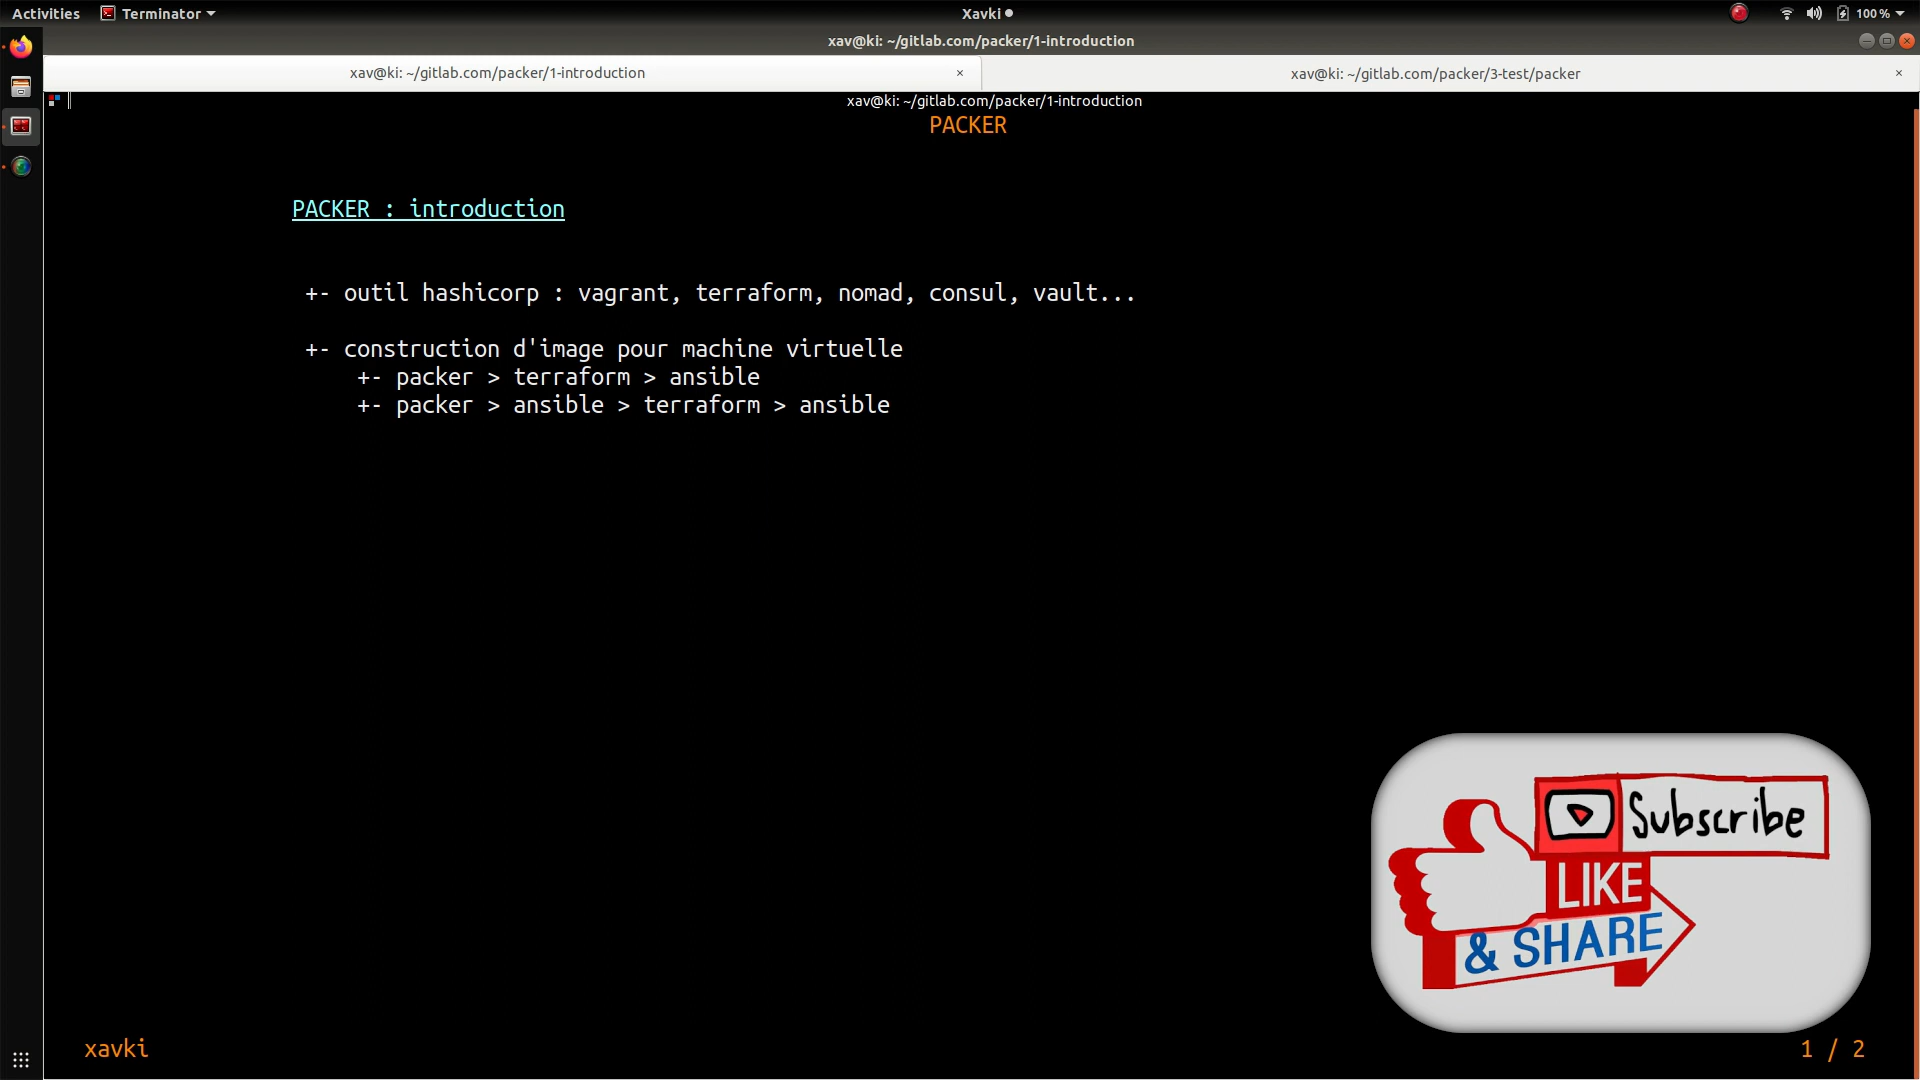 Activities Terminator Xavki 100 %
xav@ki: ~/gitlab.com/packer/1-introduction
xav@ki: ~/gitlab.com/packer/1-introduction × xav@ki: ~/gitlab.com/packer/3-test/packer ×
xav@ki: ~/gitlab.com/packer/1-introduction
PACKER
PACKER : introduction
+- outil hashicorp : vagrant, terraform, nomad, consul, vault...
+- construction d'image pour machine virtuelle
+- packer > terraform > ansible
+- packer > ansible > terraform > ansible
Subscribe
LIKE
& SHARE
xavki 1 / 2